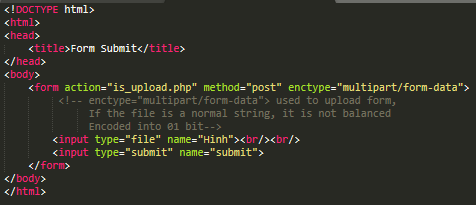 <!DOCTYPE html>
<html>
<head>
    <title>Form Submit</title>
</head>
<body>
    <form action="is_upload.php" method="post" enctype="multipart/form-data">
        <!-- enctype="multipart/form-data"> used to upload form,
            If the file is a normal string, it is not balanced
            Encoded into 01 bit-->
        <input type="file" name="Hinh"><br/><br/>
        <input type="submit" name="submit">
    </form>
</body>
</html>